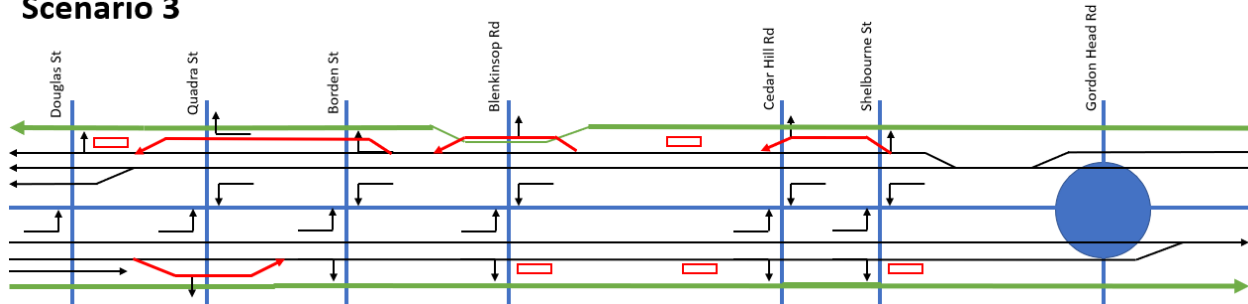 Scenario 3
Douglas St
Quadra St
Borden St
Blenkinsop Rd
Cedar Hill Rd
Shelbourne St
Gordon Head Rd